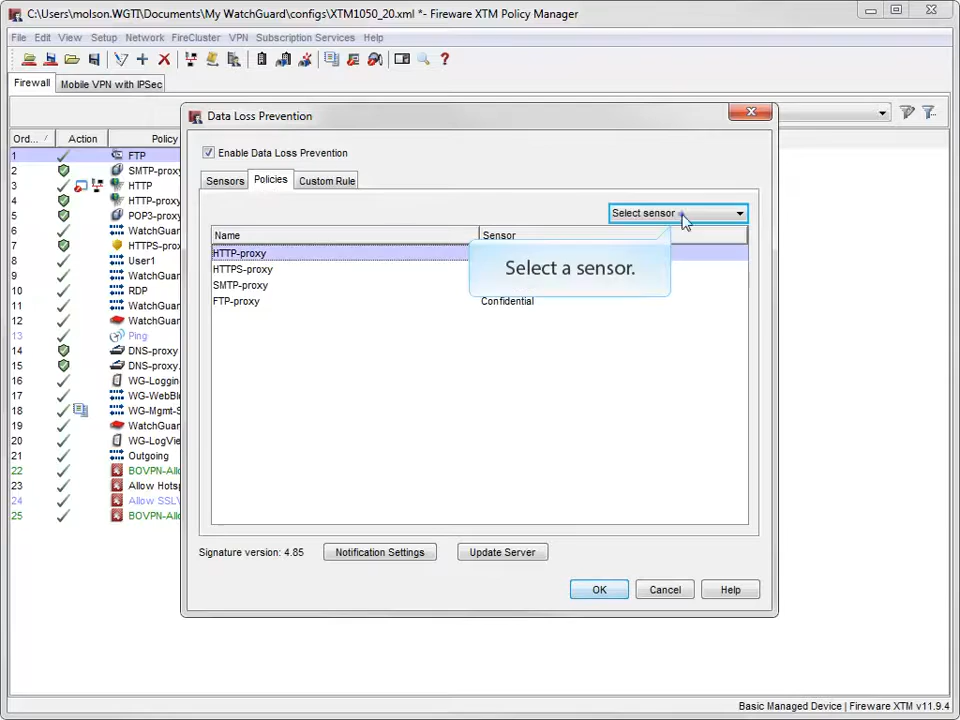 C:\Users\molson.WGTI\Documents\My WatchGuard\configs\XTM1050_20.xml *- Fireware XTM Policy Manager
File Edit View Setup Network FireCluster VPN Subscription Services Help
Firewall Mobile VPN with IPSec
Ord... Action Policy
1 FTP
2 SMTP-proxy
3 HTTP
4 HTTP-proxy
5 POP3-proxy
6 WatchGuar
7 HTTPS-prox
8 User1
9 WatchGuar
10 RDP
11 WatchGuar
12 WatchGuar
13 Ping
14 DNS-proxy
15 DNS-proxy.
16 WG-Loggin
17 WG-WebBl
18 WG-Mgmt-S
19 WatchGuar
20 WG-LogVie
21 Outgoing
22 BOVPN-All
23 Allow Hots
24 Allow SSLV
25 BOVPN-All
Data Loss Prevention
Enable Data Loss Prevention
Sensors Policies Custom Rule
Select sensor
Name Sensor
HTTP-proxy
HTTPS-proxy
SMTP-proxy
FTP-proxy Confidential
Select a sensor.
Signature version: 4.85 Notification Settings Update Server
OK Cancel Help
Basic Managed Device | Fireware XTM v11.9.4